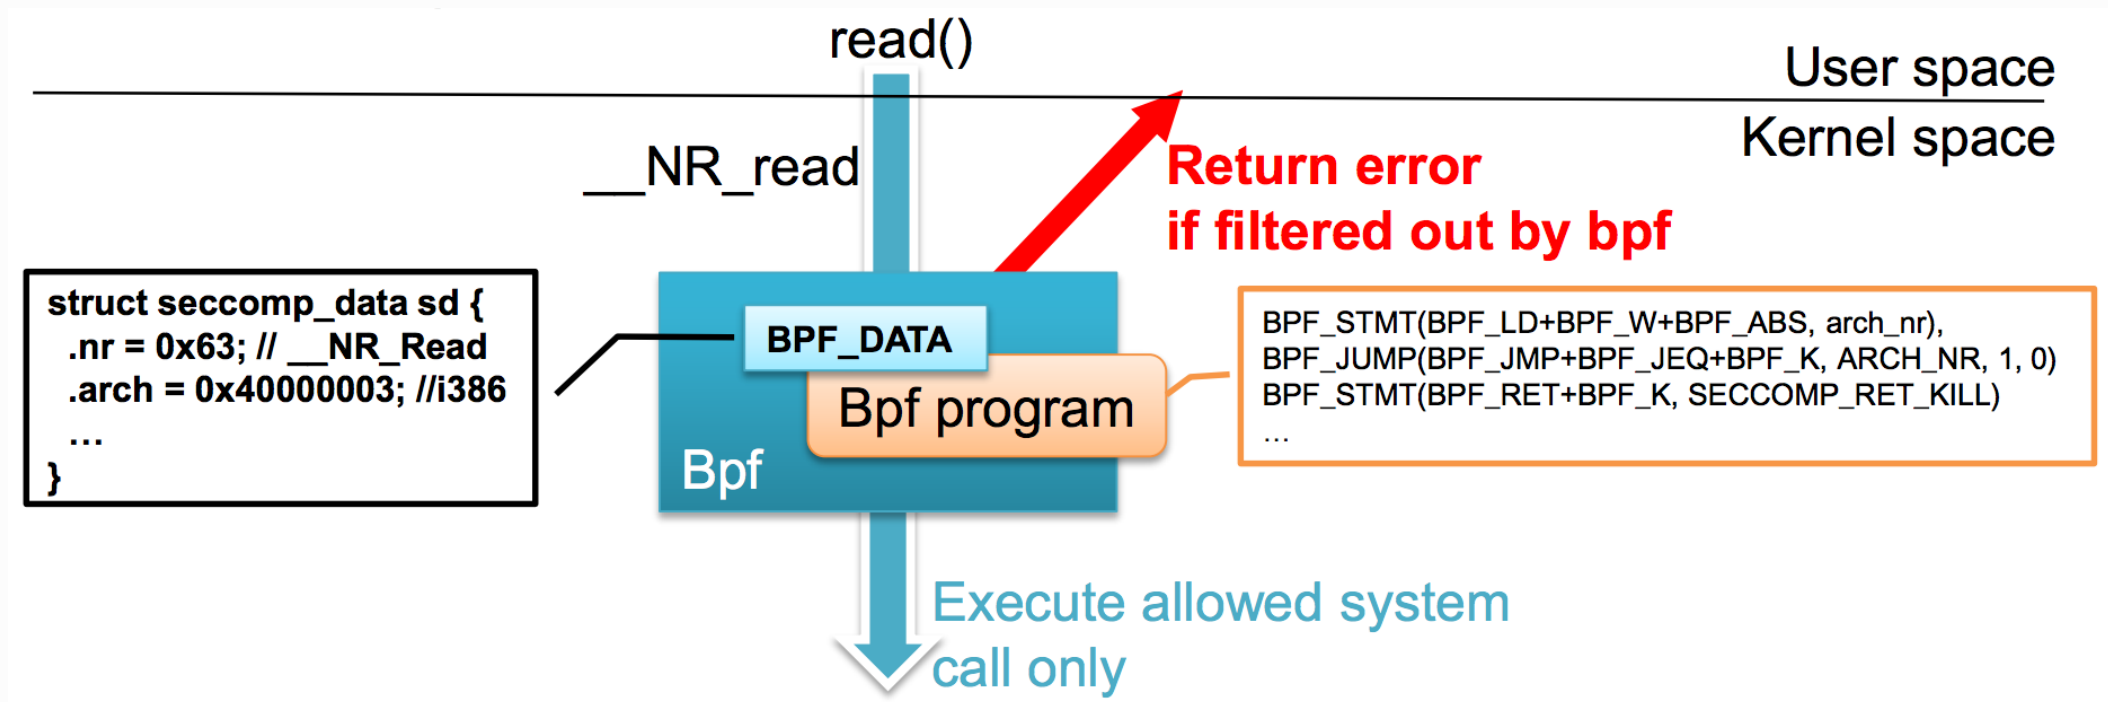 read()
User space
Kernel space
__NR_read
Return error
if filtered out by bpf
struct seccomp_data sd {
.nr = 0x63; // __NR_Read
.arch = 0x40000003; //i386
...
}
BPF_DATA
Bpf program
Bpf
BPF_STMT(BPF_LD+BPF_W+BPF_ABS, arch_nr),
BPF_JUMP(BPF_JMP+BPF_JEQ+BPF_K, ARCH_NR, 1, 0)
BPF_STMT(BPF_RET+BPF_K, SECCOMP_RET_KILL)
...
Execute allowed system
call only